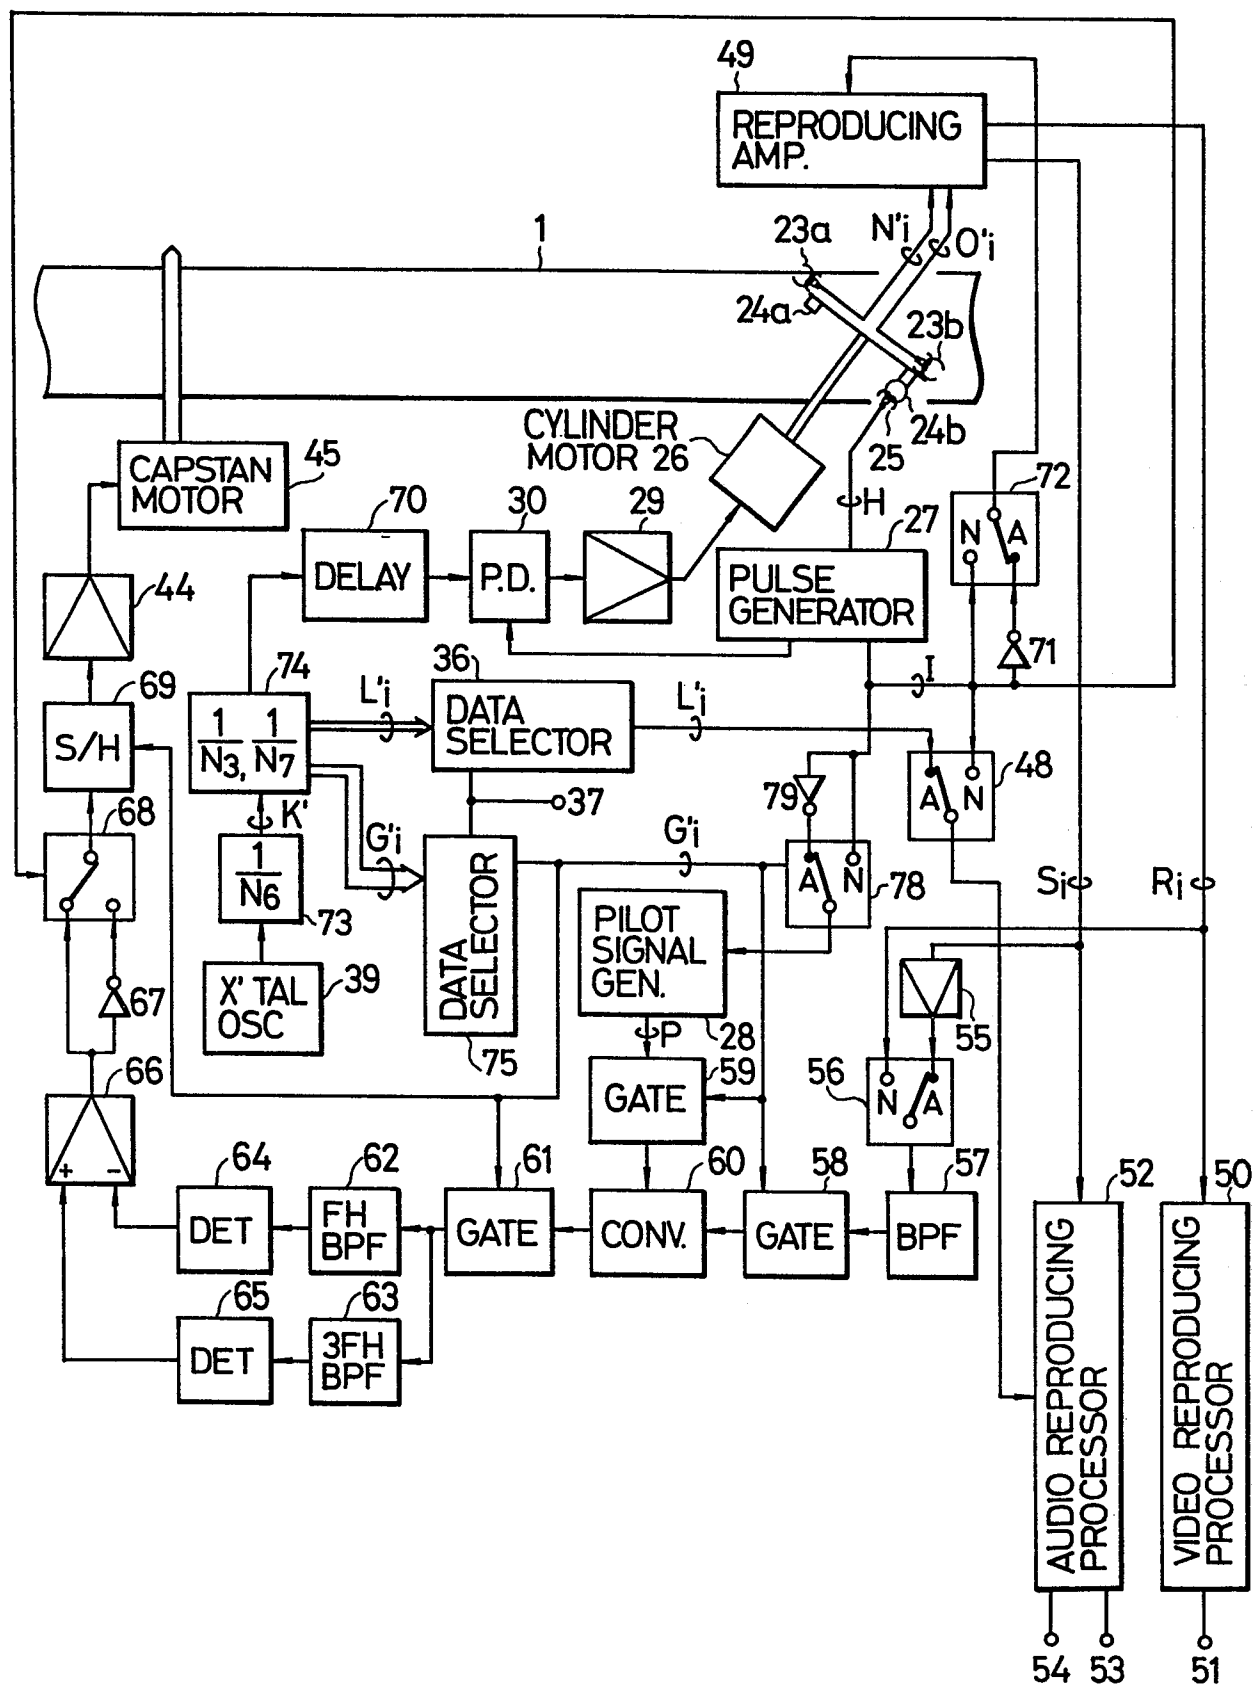 49
REPRODUCING
AMP.
1
23a
N'i
O'i
24a
23b
CYLINDER
MOTOR 26
25
24b
CAPSTAN
MOTOR
45
70
30
29
H
27
72
N A
DELAY
P.D.
PULSE
GENERATOR
44
71
I
69
74
L'i
36
DATA
SELECTOR
L'i
S/H
1/N3, 1/N7
A N
48
79
37
68
K'
G'i
1/N6
73
DATA
SELECTOR
75
G'i
A N
78
Si
Ri
PILOT
SIGNAL
GEN.
28
67
X' TAL
OSC
39
P
55
66
+ -
GATE
59
56
N A
64
62
61
60
58
57
52
50
DET
FH
BPF
GATE
CONV.
GATE
BPF
65
63
DET
3FH
BPF
AUDIO REPRODUCING
PROCESSOR
VIDEO REPRODUCING
PROCESSOR
54
53
51